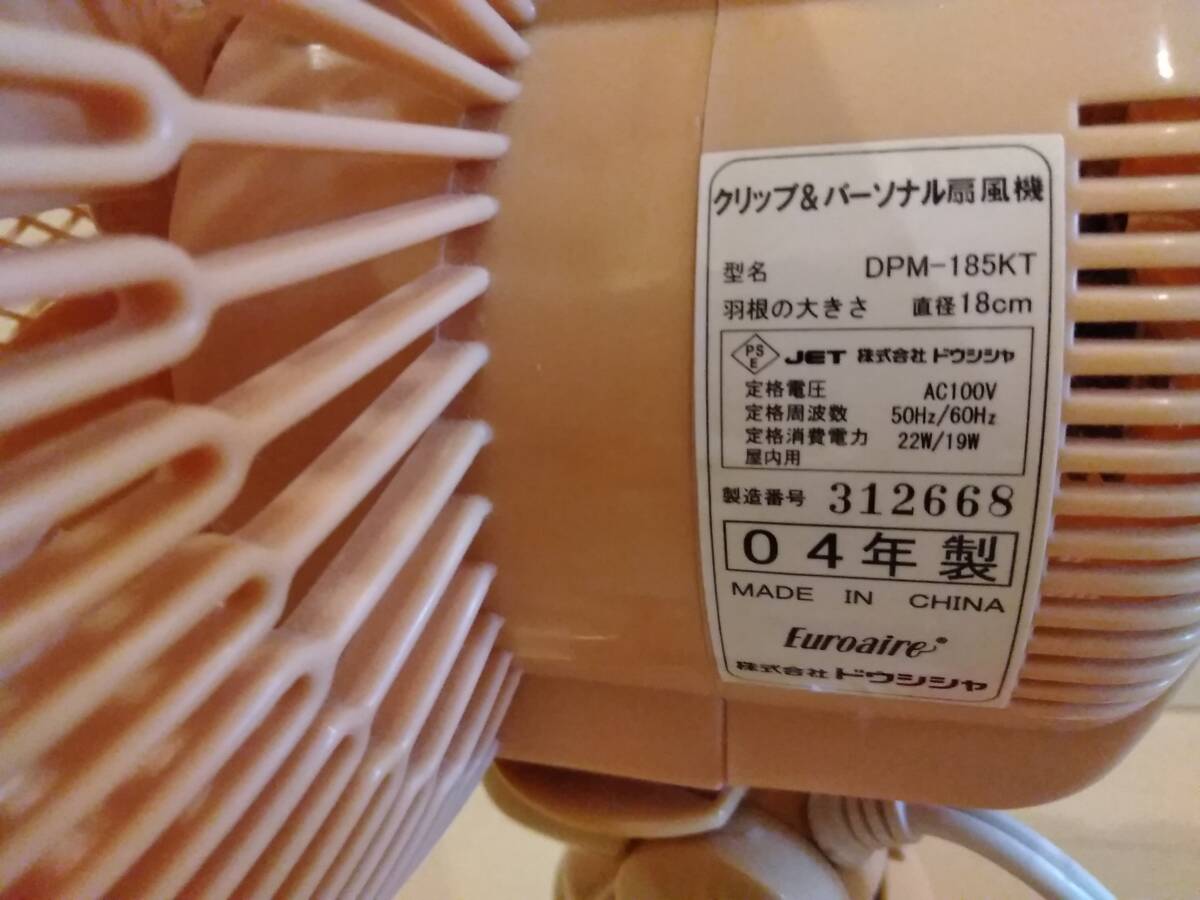 クリップ&パーソナル扇風機
型名 DPM-185KT
羽根の大きさ 直径18cm
PSE JET 株式会社 ドウシシャ
定格電圧 AC100V
定格周波数 50Hz/60Hz
定格消費電力 22W/19W
屋内用
製造番号 312668
04年製
MADE IN CHINA
Euroaire®
株式会社 ドウシシャ